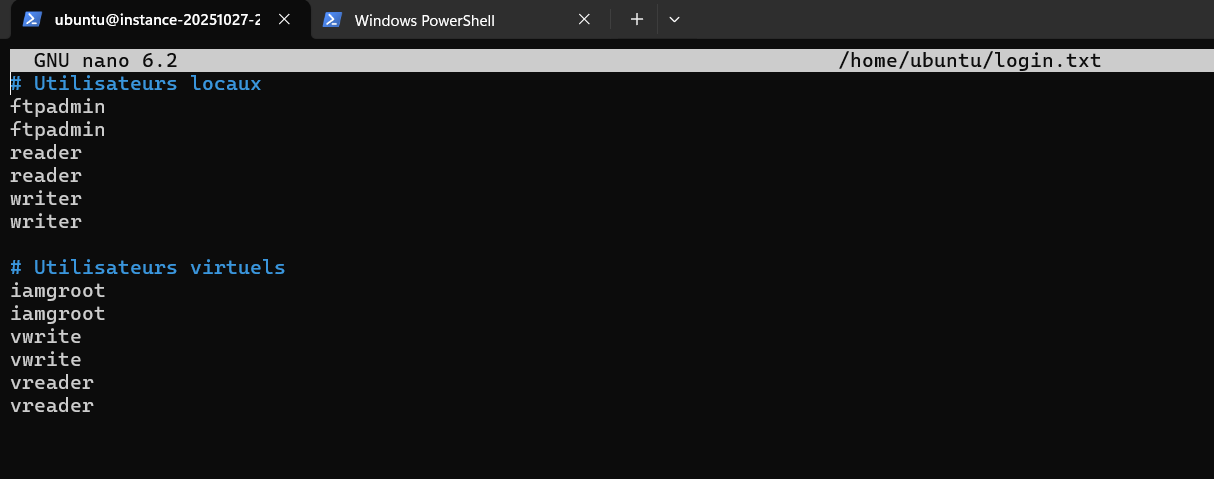 ubuntu@instance-20251027-2
Windows PowerShell
GNU nano 6.2 /home/ubuntu/login.txt
# Utilisateurs locaux
ftpadmin
ftpadmin
reader
reader
writer
writer
# Utilisateurs virtuels
iamgroot
iamgroot
vwrite
vwrite
vreader
vreader